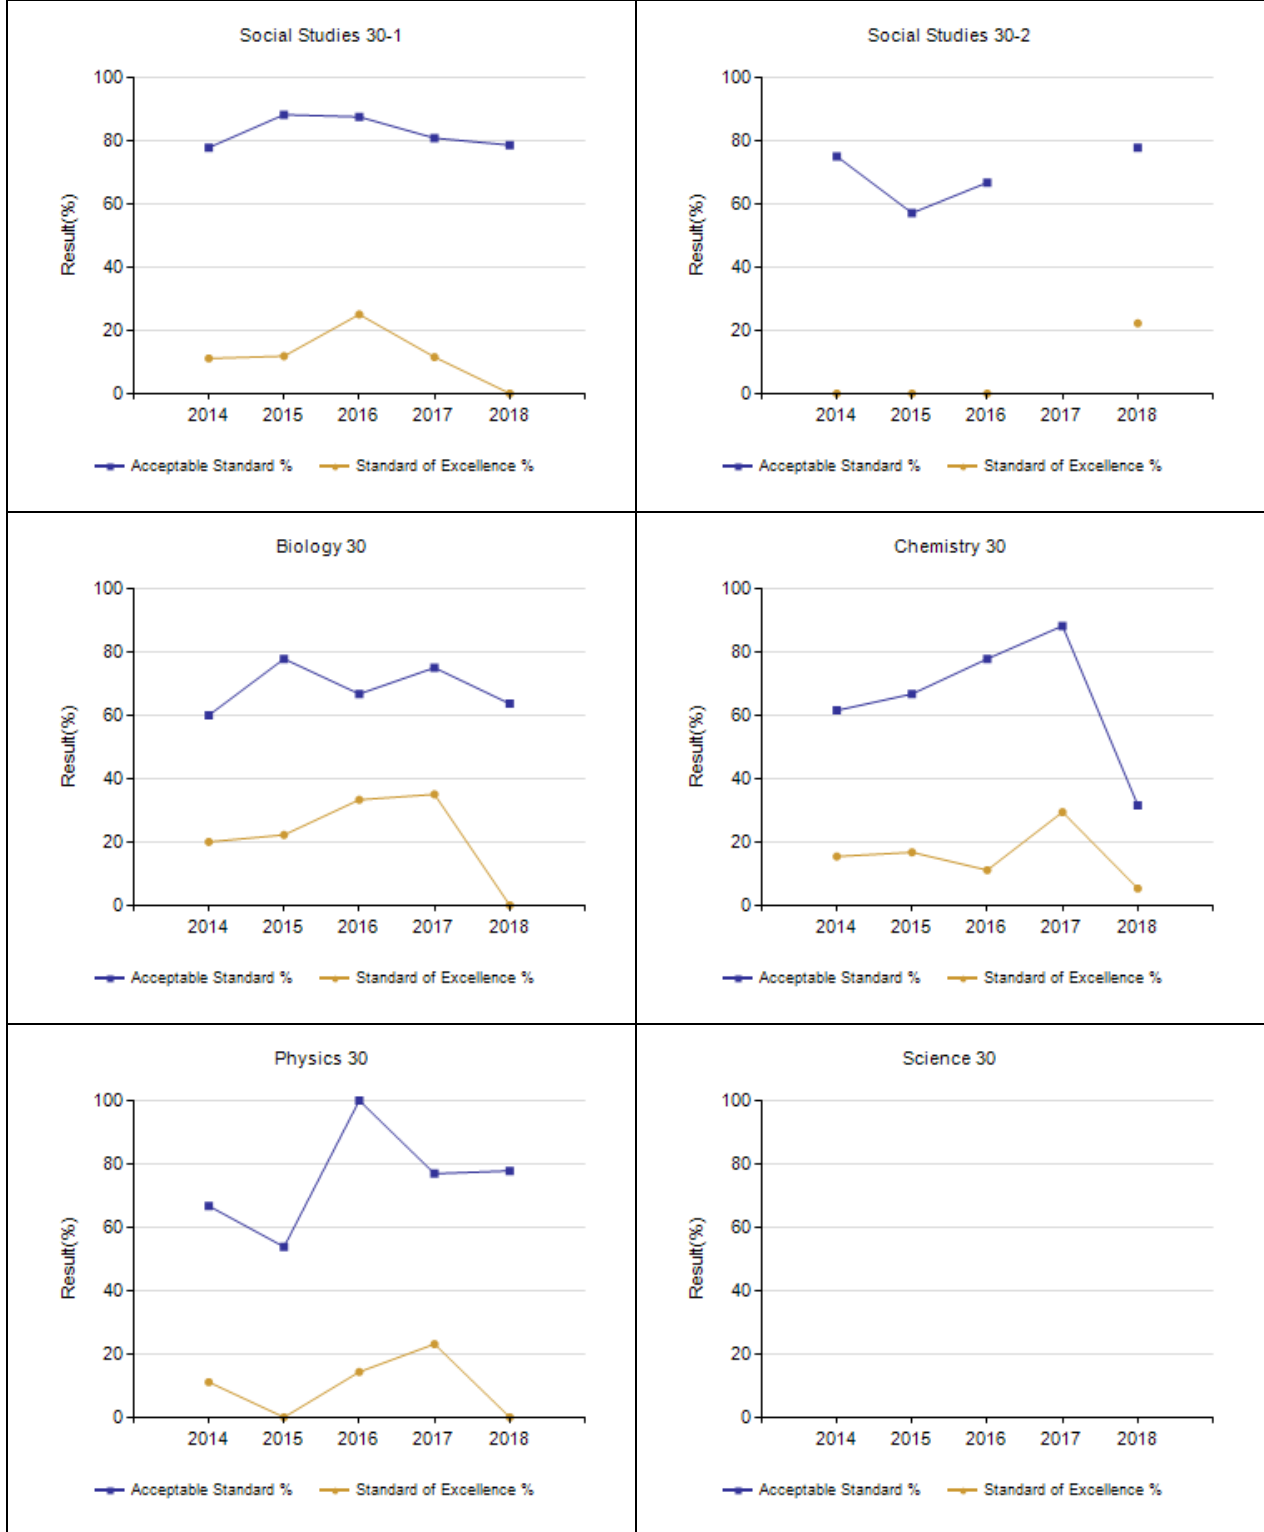 Social Studies 30-1
100
80
60
40
20
0
Result(%)
2014 2015 2016 2017 2018
Acceptable Standard % Standard of Excellence %
Social Studies 30-2
100
80
60
40
20
0
Result(%)
2014 2015 2016 2017 2018
Acceptable Standard % Standard of Excellence %
Biology 30
100
80
60
40
20
0
Result(%)
2014 2015 2016 2017 2018
Acceptable Standard % Standard of Excellence %
Chemistry 30
100
80
60
40
20
0
Result(%)
2014 2015 2016 2017 2018
Acceptable Standard % Standard of Excellence %
Physics 30
100
80
60
40
20
0
Result(%)
2014 2015 2016 2017 2018
Acceptable Standard % Standard of Excellence %
Science 30
100
80
60
40
20
0
Result(%)
2014 2015 2016 2017 2018
Acceptable Standard % Standard of Excellence %